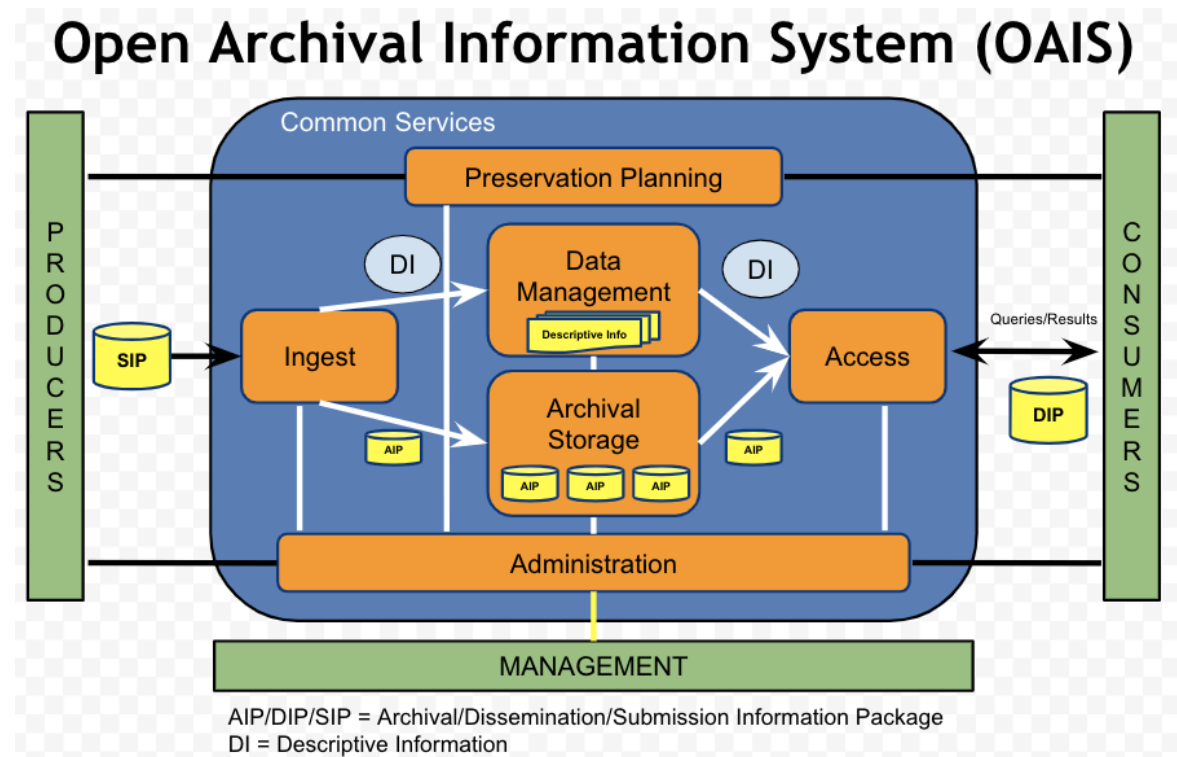 Open Archival Information System (OAIS)
Common Services
Preservation Planning
PRODUCERS
SIP
Ingest
DI
AIP
Data
Management
Descriptive Info
Archival
Storage
AIP
AIP
AIP
DI
AIP
Access
Queries/Results
DIP
CONSUMERS
Administration
MANAGEMENT
AIP/DIP/SIP = Archival/Dissemination/Submission Information Package
DI = Descriptive Information